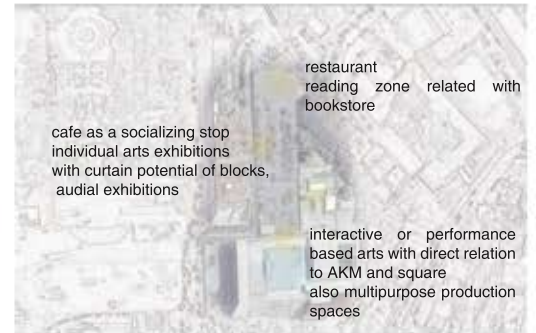 restaurant
reading zone related with
bookstore
cafe as a socializing stop
individual arts exhibitions
with curtain potential of blocks,
audial exhibitions
interactive or performance
based arts with direct relation
to AKM and square
also multipurpose production
spaces